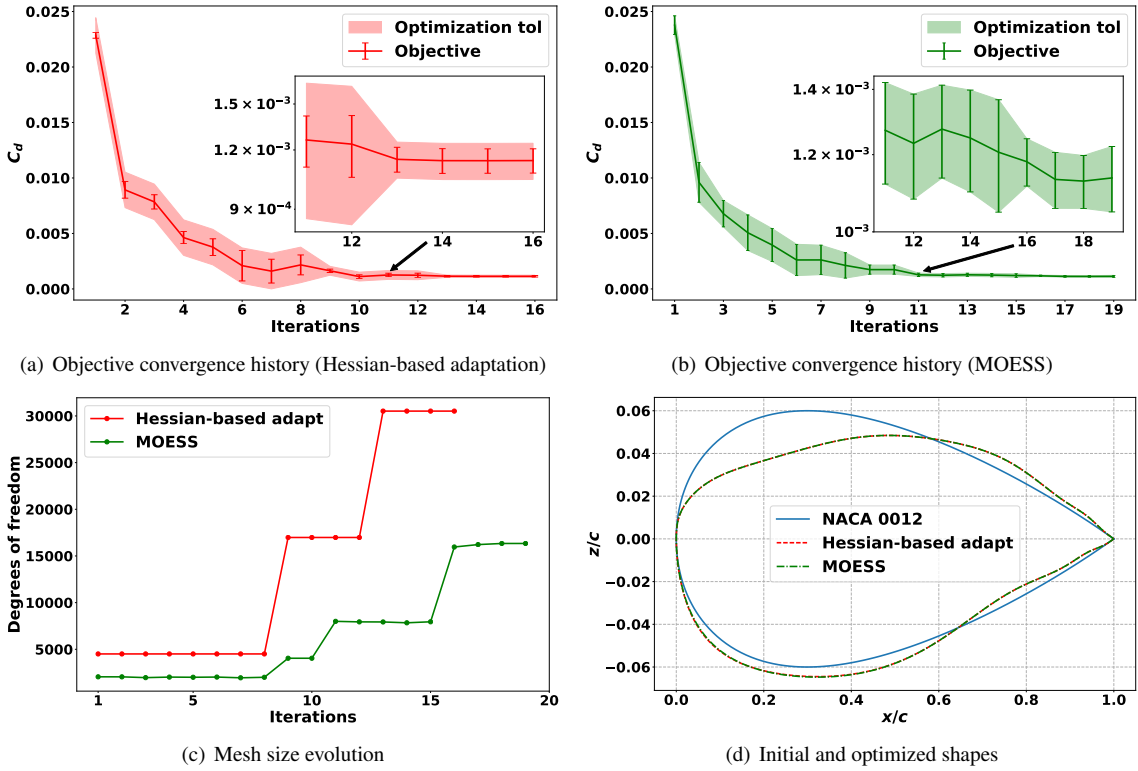 0.025
0.020
0.015
0.010
0.005
0.000
C_d
Optimization tol
Objective
1.5 × 10⁻³
1.2 × 10⁻³
9 × 10⁻⁴
12 14 16
2 4 6 8 10 12 14 16
Iterations
(a) Objective convergence history (Hessian-based adaptation)
0.025
0.020
0.015
0.010
0.005
0.000
C_d
Optimization tol
Objective
1.4 × 10⁻³
1.2 × 10⁻³
10⁻³
12 14 16 18
1 3 5 7 9 11 13 15 17 19
Iterations
(b) Objective convergence history (MOESS)
30000
25000
20000
15000
10000
5000
Degrees of freedom
Hessian-based adapt
MOESS
1 5 10 15 20
Iterations
(c) Mesh size evolution
0.06
0.04
0.02
0.00
−0.02
−0.04
−0.06
z/c
NACA 0012
Hessian-based adapt
MOESS
0.0 0.2 0.4 0.6 0.8 1.0
x/c
(d) Initial and optimized shapes